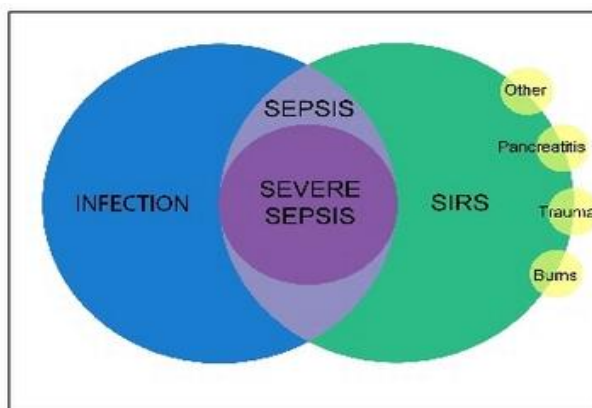 SEPSIS
INFECTION
SEVERE
SEPSIS
SIRS
Other
Pancreatitis
Trauma
Burns